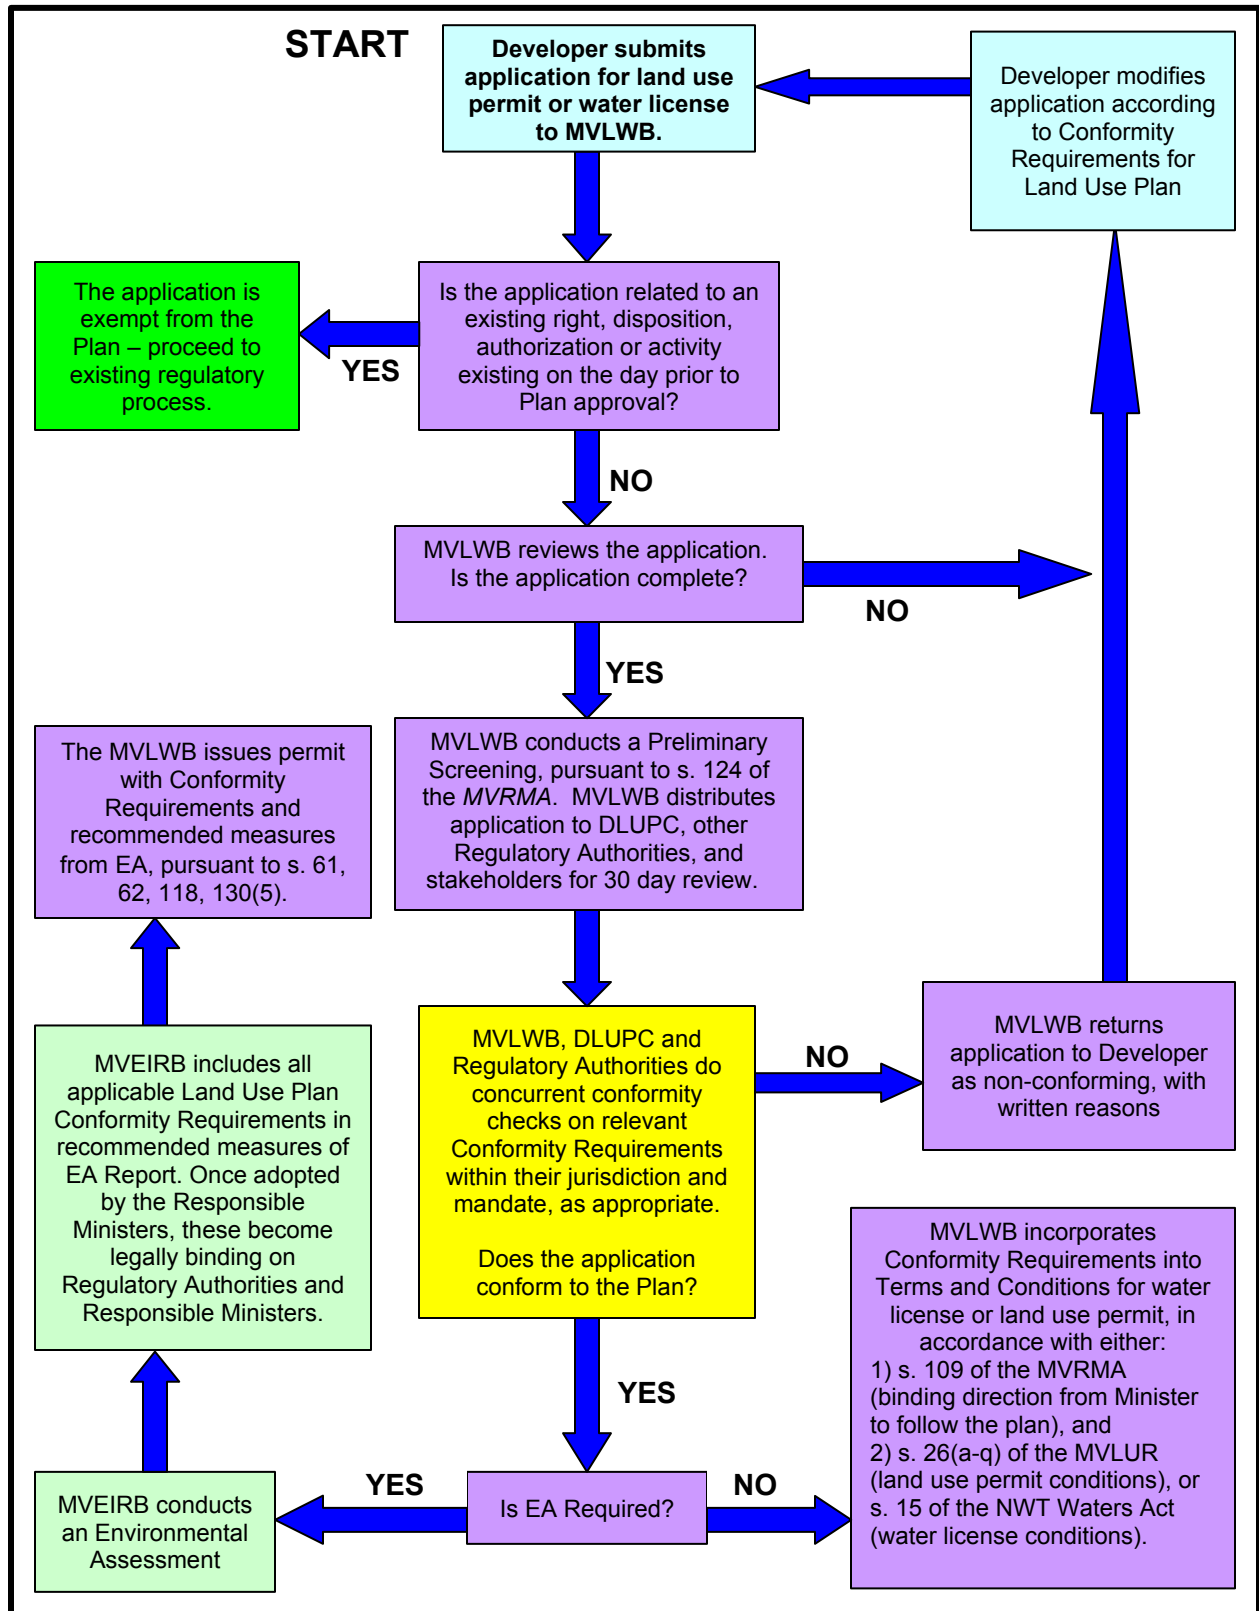 START
Developer submits
application for land use
permit or water license
to MVLWB.
Developer modifies
application according
to Conformity
Requirements for
Land Use Plan
The application is
exempt from the
Plan – proceed to
existing regulatory
process.
YES
Is the application related to an
existing right, disposition,
authorization or activity
existing on the day prior to
Plan approval?
NO
MVLWB reviews the application.
Is the application complete?
NO
YES
The MVLWB issues permit
with Conformity
Requirements and
recommended measures
from EA, pursuant to s. 61,
62, 118, 130(5).
MVLWB conducts a Preliminary
Screening, pursuant to s. 124 of
the MVRMA.  MVLWB distributes
application to DLUPC, other
Regulatory Authorities, and
stakeholders for 30 day review.
MVEIRB includes all
applicable Land Use Plan
Conformity Requirements in
recommended measures of
EA Report. Once adopted
by the Responsible
Ministers, these become
legally binding on
Regulatory Authorities and
Responsible Ministers.
MVLWB, DLUPC and
Regulatory Authorities do
concurrent conformity
checks on relevant
Conformity Requirements
within their jurisdiction and
mandate, as appropriate.
Does the application
conform to the Plan?
NO
MVLWB returns
application to Developer
as non-conforming, with
written reasons
YES
MVLWB incorporates
Conformity Requirements into
Terms and Conditions for water
license or land use permit, in
accordance with either:
1) s. 109 of the MVRMA
(binding direction from Minister
to follow the plan), and
2) s. 26(a-q) of the MVLUR
(land use permit conditions), or
s. 15 of the NWT Waters Act
(water license conditions).
MVEIRB conducts
an Environmental
Assessment
YES
Is EA Required?
NO